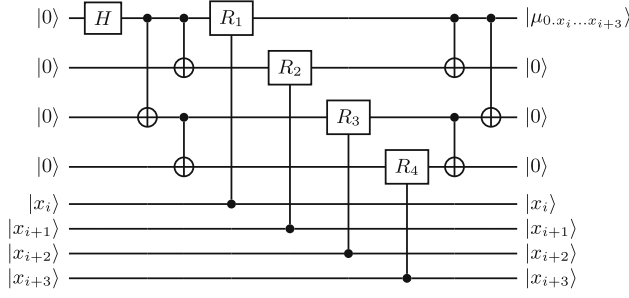 |0⟩ H R₁ |μ₀.ₓᵢ…ₓᵢ₊₃⟩
|0⟩ R₂ |0⟩
|0⟩ R₃ |0⟩
|0⟩ R₄ |0⟩
|xᵢ⟩ |xᵢ⟩
|xᵢ₊₁⟩ |xᵢ₊₁⟩
|xᵢ₊₂⟩ |xᵢ₊₂⟩
|xᵢ₊₃⟩ |xᵢ₊₃⟩